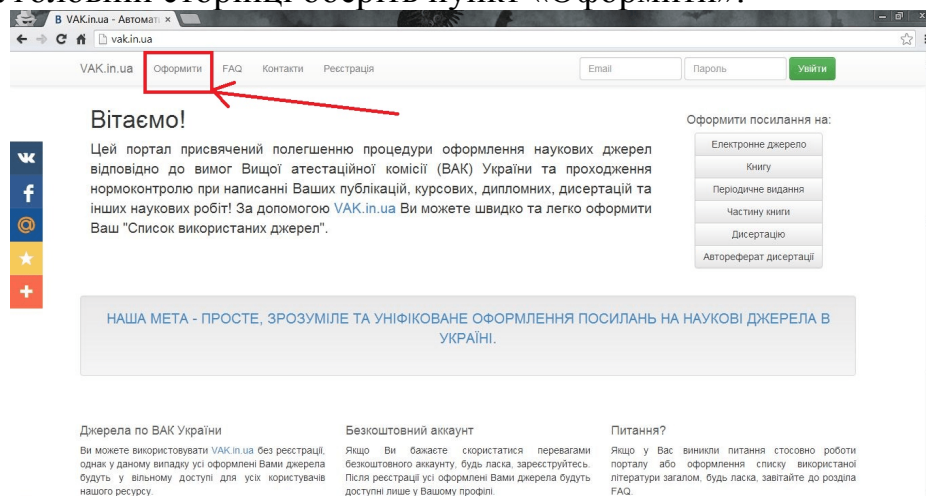 головній сторінці оберіть пункт «Оформити».
VAK.in.ua - Автомати
vak.in.ua
VAK.in.ua Оформити FAQ Контакти Реєстрація Email Пароль Увійти
Вітаємо!
Цей портал присвячений полегшенню процедури оформлення наукових джерел
відповідно до вимог Вищої атестаційної комісії (ВАК) України та проходження
нормоконтролю при написанні Ваших публікацій, курсових, дипломних, дисертацій та
інших наукових робіт! За допомогою VAK.in.ua Ви можете швидко та легко оформити
Ваш "Список використаних джерел".
Оформити посилання на:
Електронне джерело
Книгу
Періодичне видання
Частину книги
Дисертацію
Автореферат дисертації
НАША МЕТА - ПРОСТЕ, ЗРОЗУМІЛЕ ТА УНІФІКОВАНЕ ОФОРМЛЕННЯ ПОСИЛАНЬ НА НАУКОВІ ДЖЕРЕЛА В
УКРАЇНІ.
Джерела по ВАК України
Ви можете використовувати VAK.in.ua без реєстрації,
однак у даному випадку усі оформлені Вами джерела
будуть у вільному доступі для усіх користувачів
нашого ресурсу.
Безкоштовний аккаунт
Якщо Ви бажаєте скористатися перевагами
безкоштовного аккаунту, будь ласка, зареєструйтесь.
Після реєстрації усі оформлені Вами джерела будуть
доступні лише у Вашому профілі.
Питання?
Якщо у Вас виникли питання стосовно роботи
порталу або оформлення списку використаної
літератури загалом, будь ласка, завітайте до розділа
FAQ.